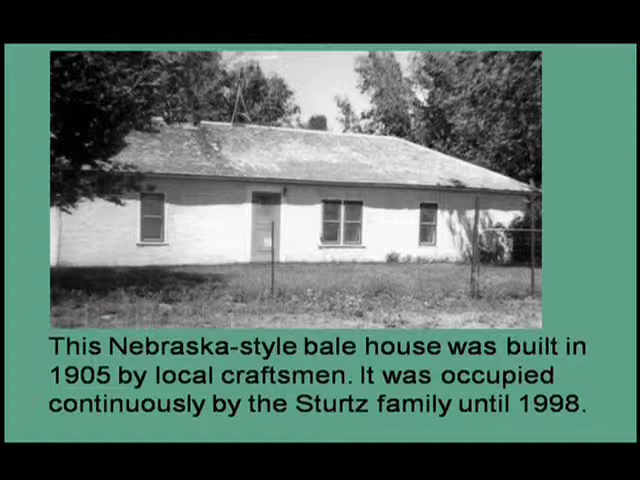 This Nebraska-style bale house was built in
1905 by local craftsmen. It was occupied
continuously by the Sturtz family until 1998.